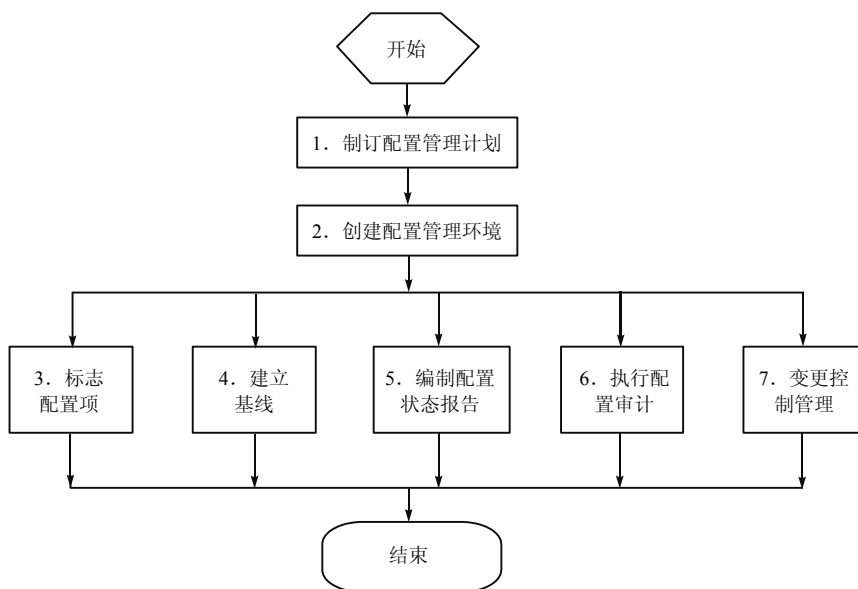 开始
1．制订配置管理计划
2．创建配置管理环境
3．标志
配置项
4．建立
基线
5．编制配置
状态报告
6．执行配
置审计
7．变更控
制管理
结束